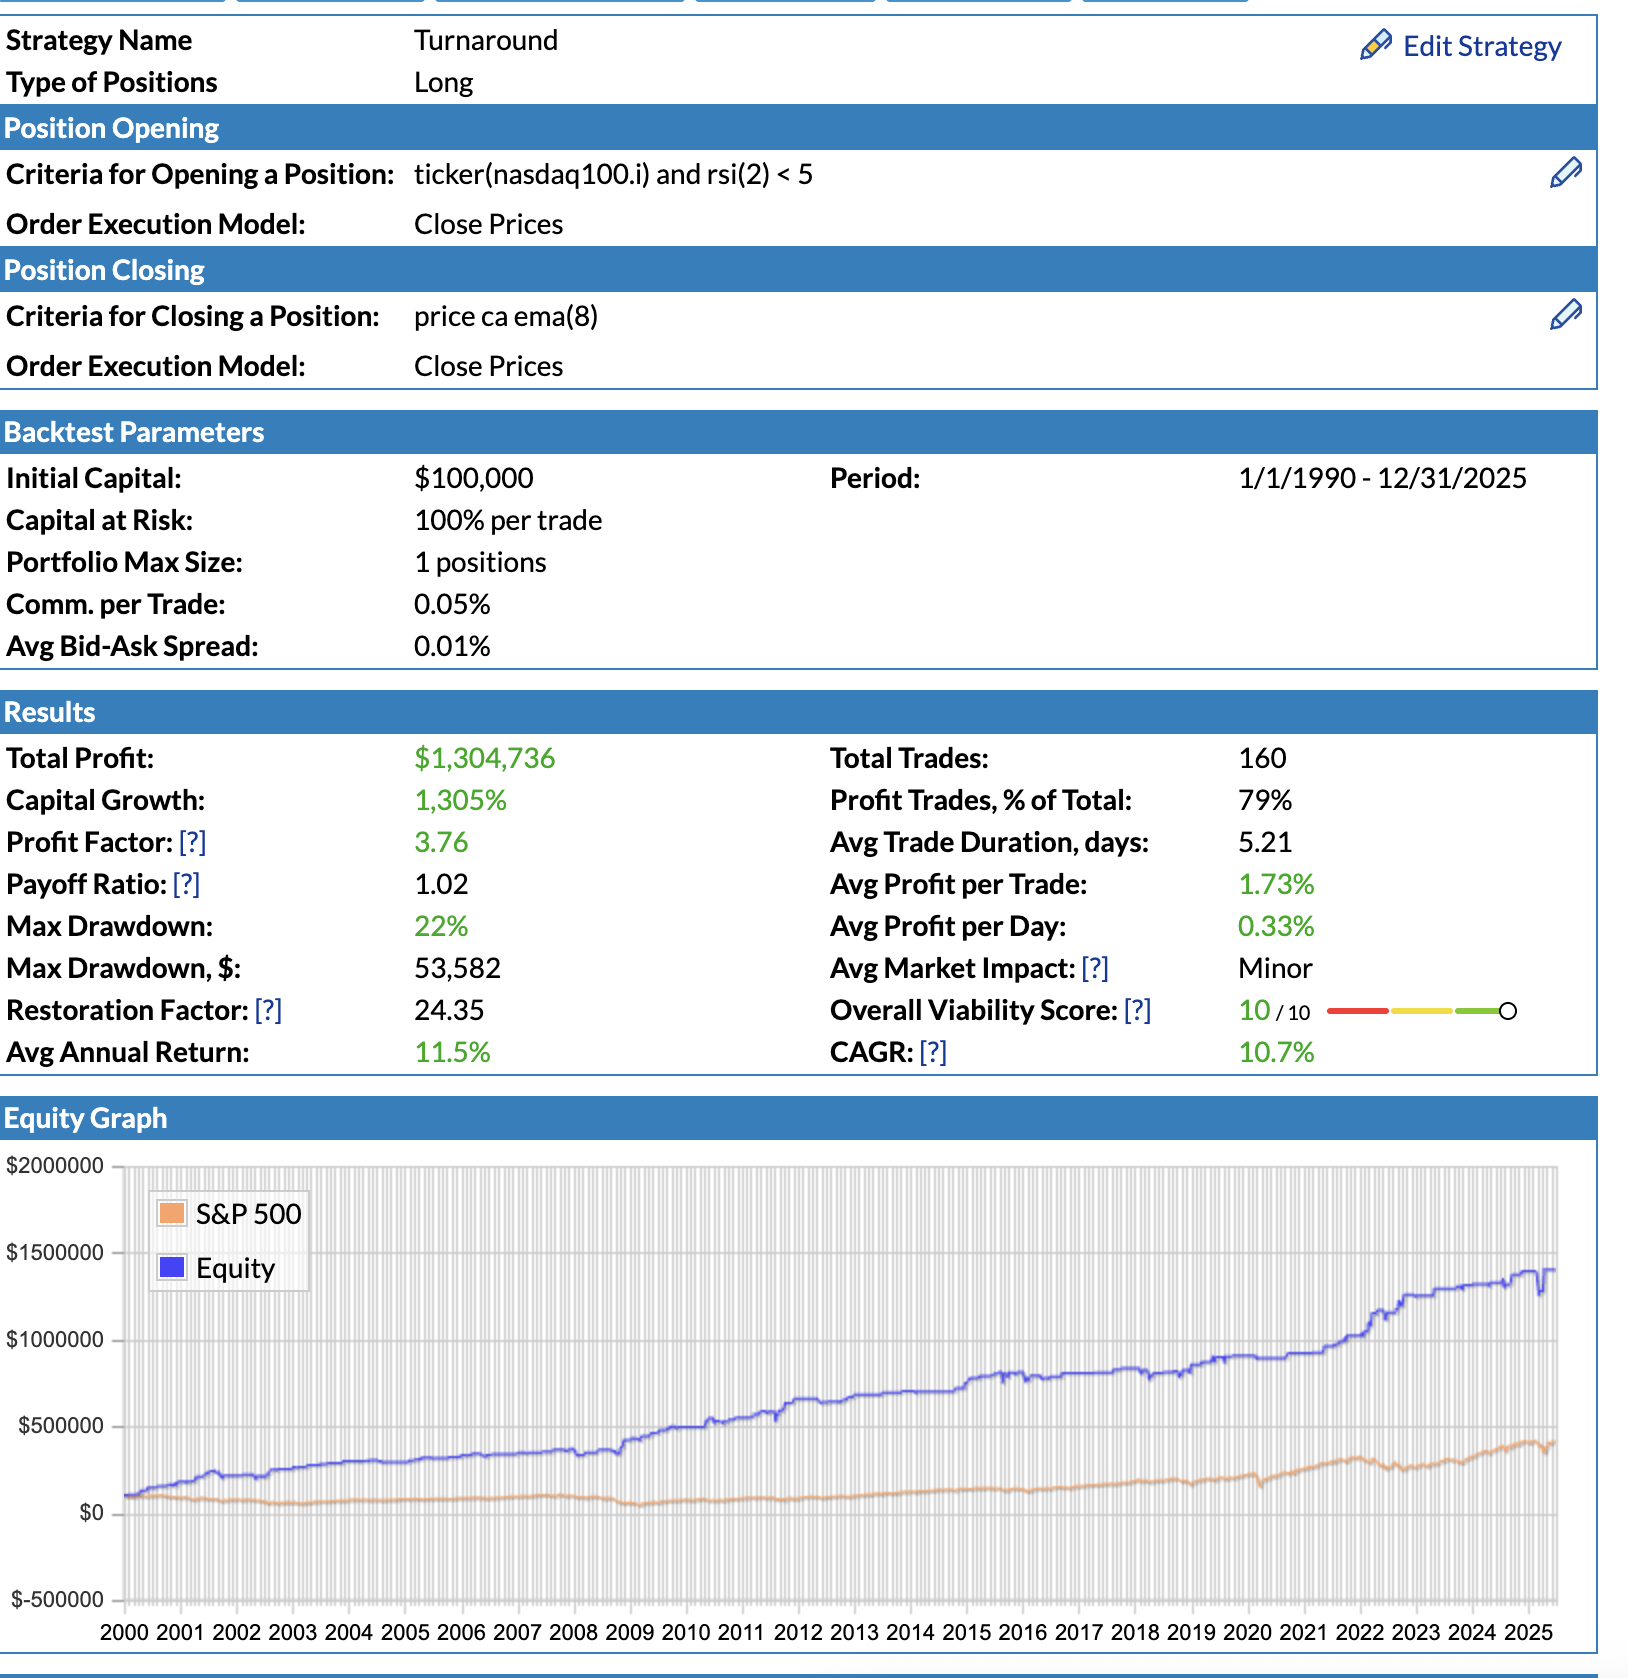 Strategy Name Turnaround Edit Strategy
Type of Positions Long
Position Opening
Criteria for Opening a Position: ticker(nasdaq100.i) and rsi(2) < 5
Order Execution Model: Close Prices
Position Closing
Criteria for Closing a Position: price ca ema(8)
Order Execution Model: Close Prices
Backtest Parameters
Initial Capital: $100,000 Period: 1/1/1990 - 12/31/2025
Capital at Risk: 100% per trade
Portfolio Max Size: 1 positions
Comm. per Trade: 0.05%
Avg Bid-Ask Spread: 0.01%
Results
Total Profit: $1,304,736 Total Trades: 160
Capital Growth: 1,305% Profit Trades, % of Total: 79%
Profit Factor: [?] 3.76 Avg Trade Duration, days: 5.21
Payoff Ratio: [?] 1.02 Avg Profit per Trade: 1.73%
Max Drawdown: 22% Avg Profit per Day: 0.33%
Max Drawdown, $: 53,582 Avg Market Impact: [?] Minor
Restoration Factor: [?] 24.35 Overall Viability Score: [?] 10 / 10
Avg Annual Return: 11.5% CAGR: [?] 10.7%
Equity Graph
$2000000
S&P 500
$1500000
Equity
$1000000
$500000
$0
$-500000
2000 2001 2002 2003 2004 2005 2006 2007 2008 2009 2010 2011 2012 2013 2014 2015 2016 2017 2018 2019 2020 2021 2022 2023 2024 2025